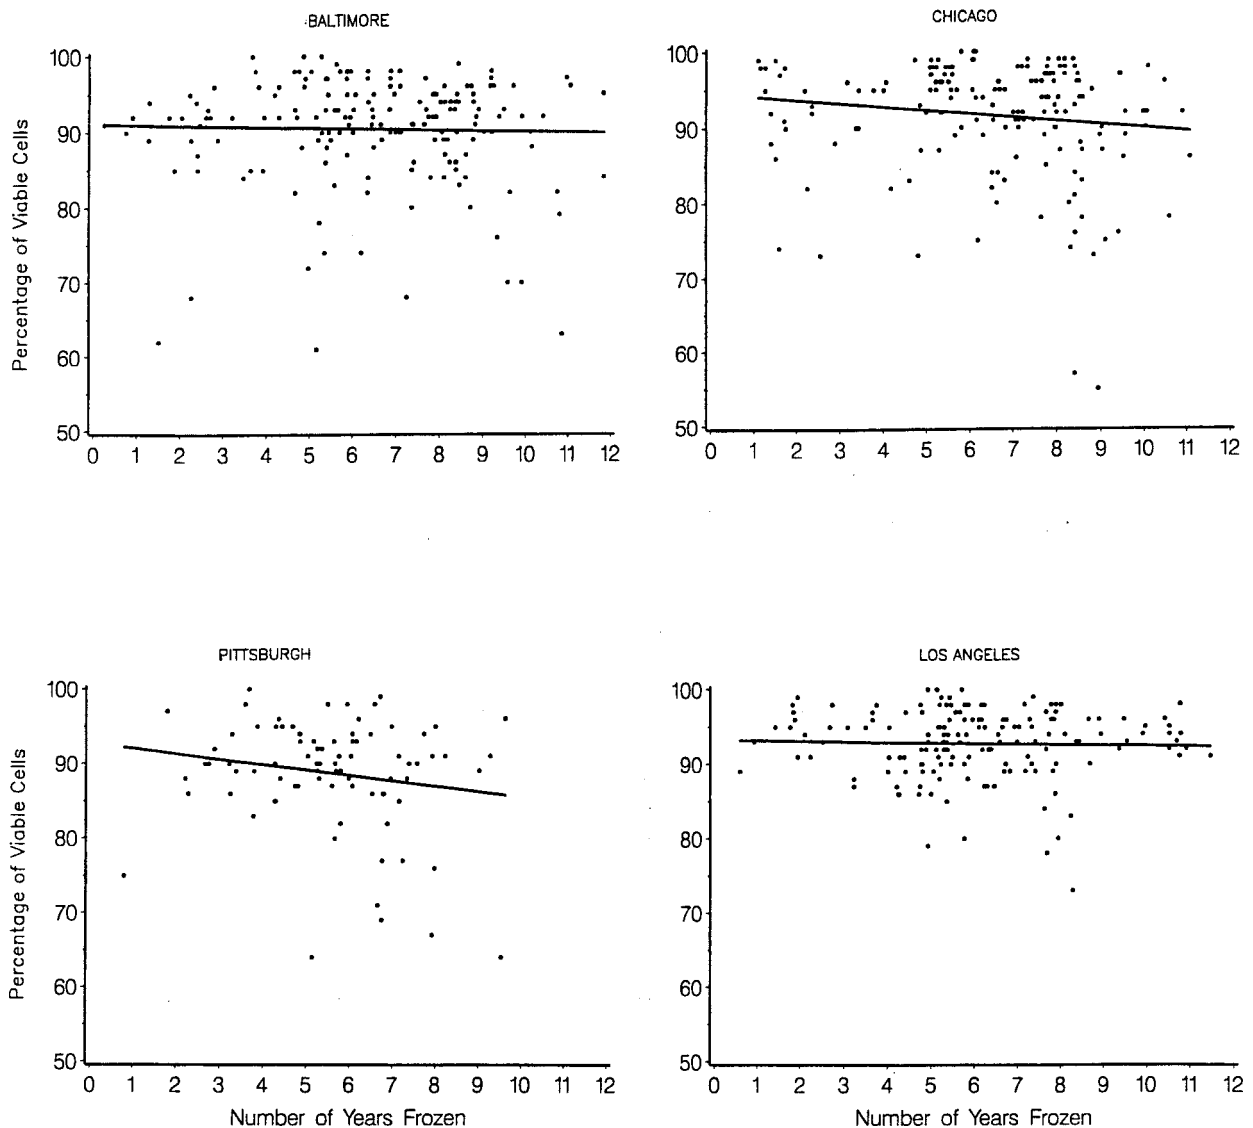 BALTIMORE
Percentage of Viable Cells
100
90
80
70
60
50
0 1 2 3 4 5 6 7 8 9 10 11 12
CHICAGO
100
90
80
70
60
50
0 1 2 3 4 5 6 7 8 9 10 11 12
PITTSBURGH
Percentage of Viable Cells
100
90
80
70
60
50
0 1 2 3 4 5 6 7 8 9 10 11 12
Number of Years Frozen
LOS ANGELES
100
90
80
70
60
50
0 1 2 3 4 5 6 7 8 9 10 11 12
Number of Years Frozen